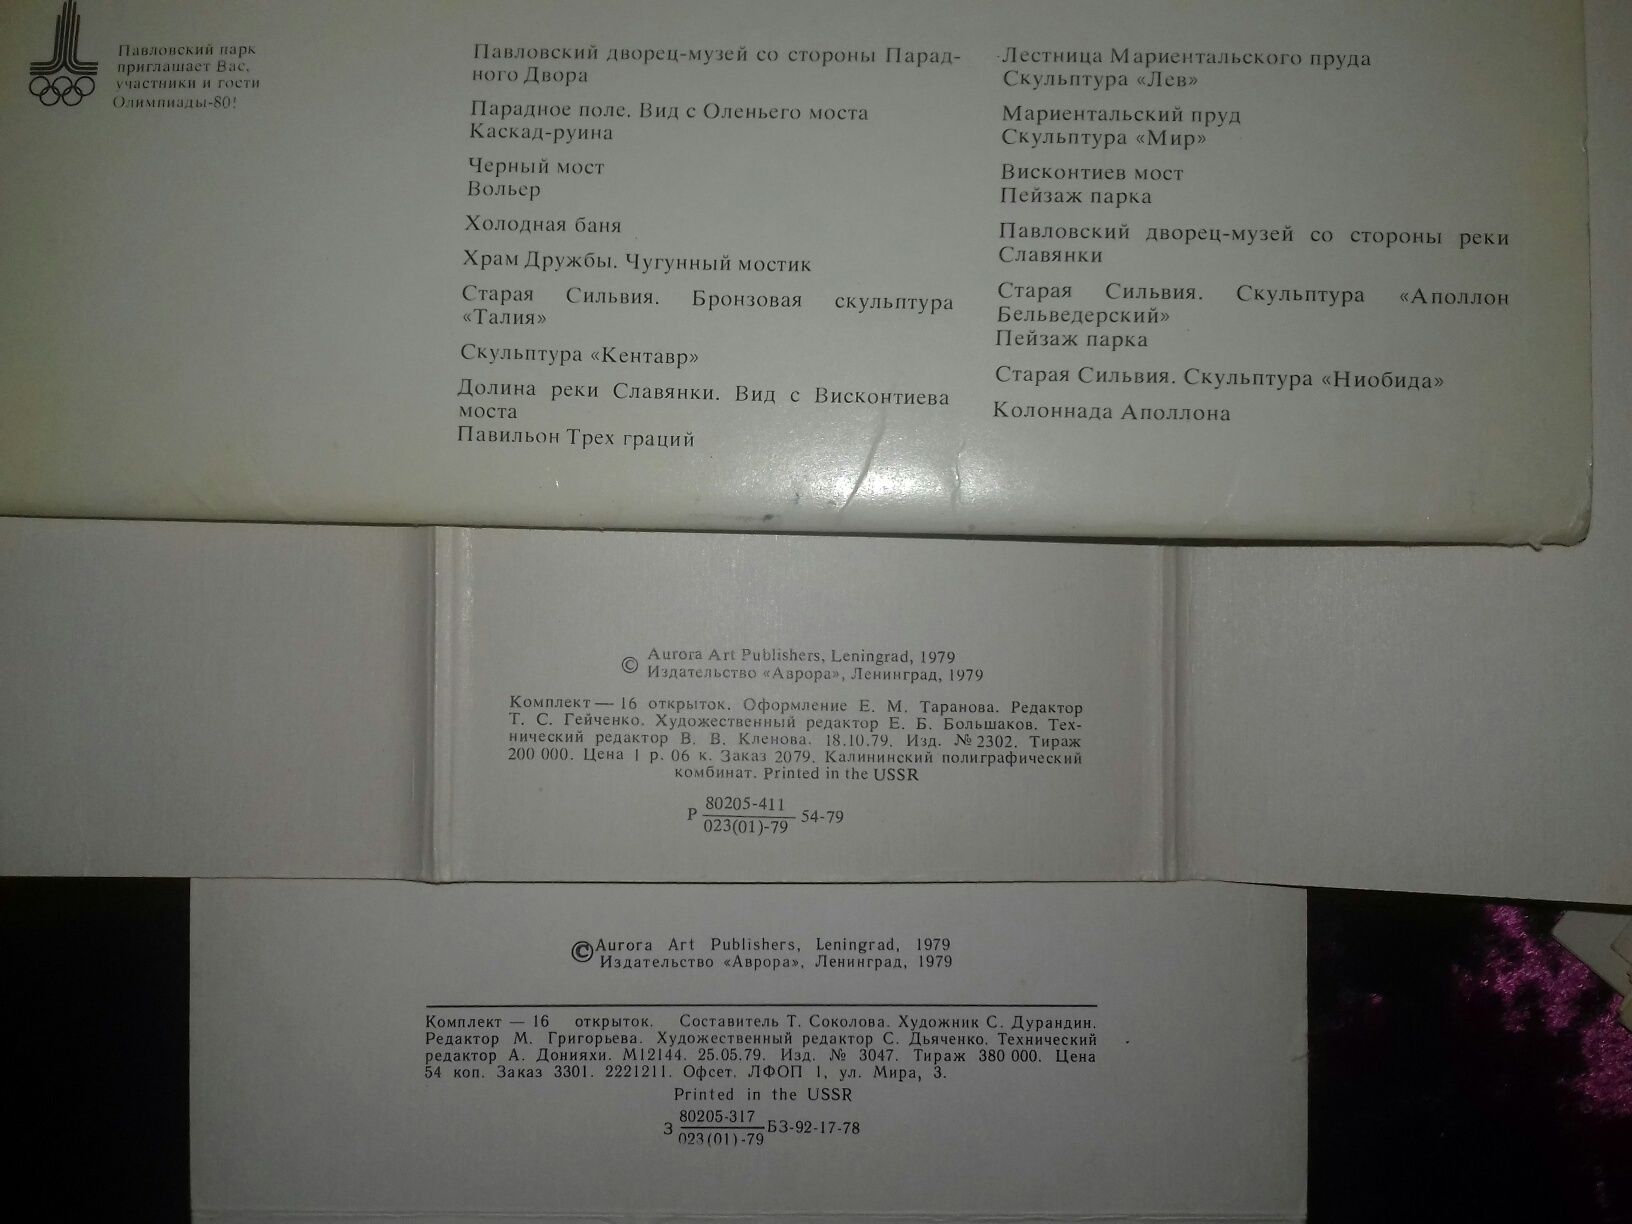 Павловский парк
приглашает Вас,
участники и гости
Олимпиады-80!
Павловский дворец-музей со стороны Парад-
ного Двора
Парадное поле. Вид с Оленьего моста
Каскад-руина
Черный мост
Вольер
Холодная баня
Храм Дружбы. Чугунный мостик
Старая Сильвия. Бронзовая скульптура
«Талия»
Скульптура «Кентавр»
Долина реки Славянки. Вид с Висконтиева
моста
Павильон Трех граций
Лестница Мариентальского пруда
Скульптура «Лев»
Мариентальский пруд
Скульптура «Мир»
Висконтиев мост
Пейзаж парка
Павловский дворец-музей со стороны реки
Славянки
Старая Сильвия. Скульптура «Аполлон
Бельведерский»
Пейзаж парка
Старая Сильвия. Скульптура «Ниобида»
Колоннада Аполлона
© Aurora Art Publishers, Leningrad, 1979
Издательство «Аврора», Ленинград, 1979
Комплект — 16 открыток. Оформление Е. М. Таранова. Редактор
Т. С. Гейченко. Художественный редактор Е. Б. Большаков. Тех-
нический редактор В. В. Кленова. 18.10.79. Изд. № 2302. Тираж
200 000. Цена 1 р. 06 к. Заказ 2079. Калининский полиграфический
комбинат. Printed in the USSR
80205-411
Р 54-79
023(01)-79
© Aurora Art Publishers, Leningrad, 1979
Издательство «Аврора», Ленинград, 1979
Комплект — 16 открыток. Составитель Т. Соколова. Художник С. Дурандин.
Редактор М. Григорьева. Художественный редактор С. Дьяченко. Технический
редактор А. Донияхи. М12144. 25.05.79. Изд. № 3047. Тираж 380 000. Цена
54 коп. Заказ 3301. 2221211. Офсет. ЛФОП 1, ул. Мира, 3.
Printed in the USSR
80205-317
З БЗ-92-17-78
023(01)-79